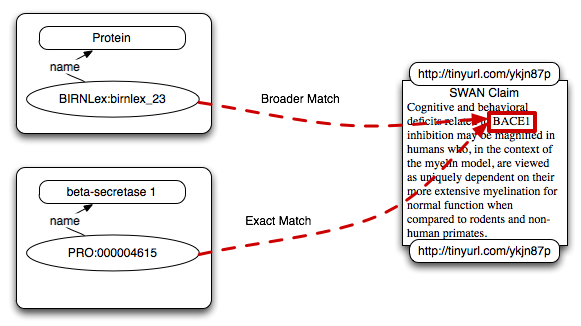 Protein
name
BIRNLex:birnlex_23
Broader Match
beta-secretase 1
name
PRO:000004615
Exact Match
http://tinyurl.com/ykjn87p
SWAN Claim
Cognitive and behavioral
deficits related BACE1
inhibition may be magnified in
humans who, in the context of
the myelin model, are viewed
as uniquely dependent on their
more extensive myelination for
normal function when
compared to rodents and non-
human primates.
http://tinyurl.com/ykjn87p